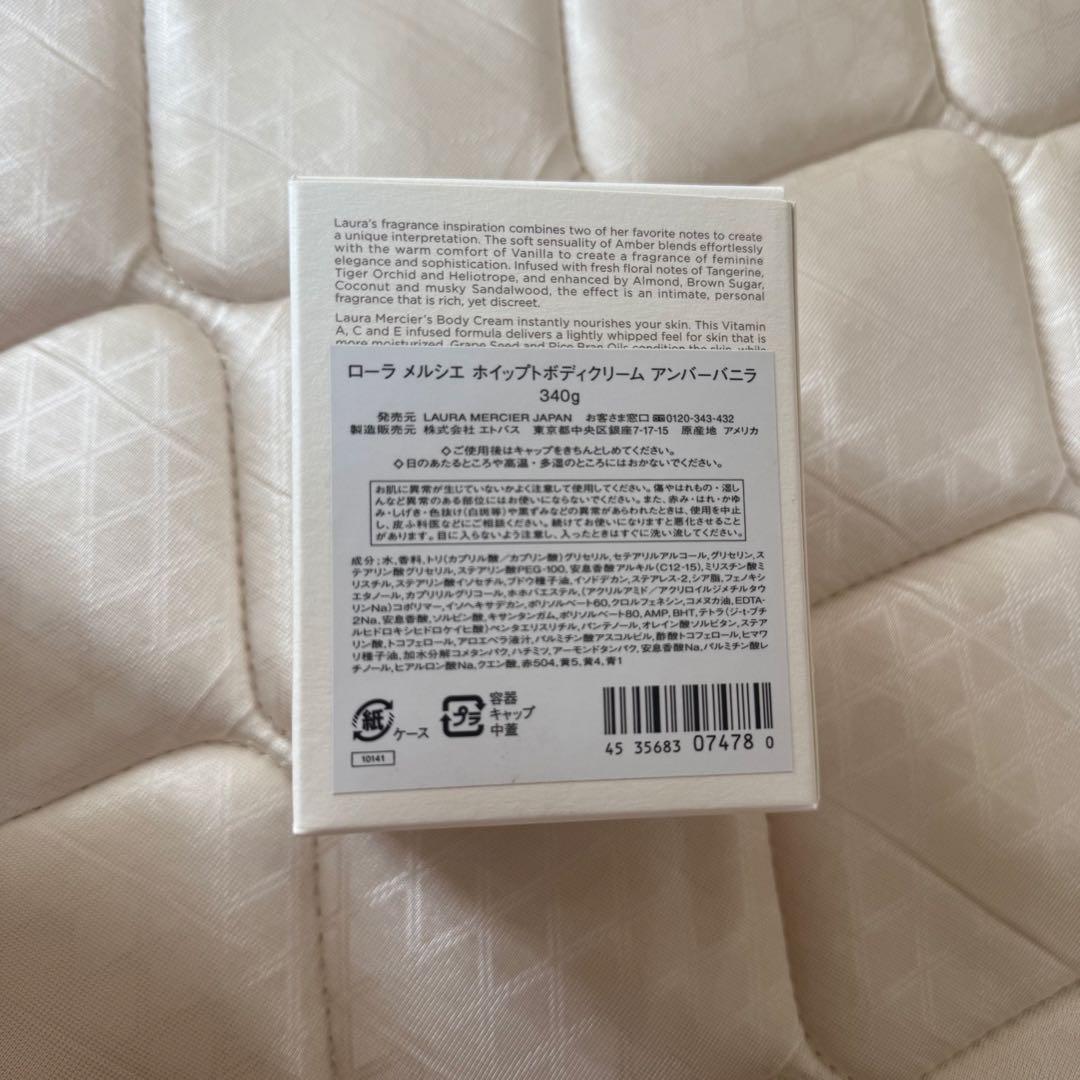 Laura's fragrance inspiration combines two of her favorite notes to create
a unique interpretation. The soft sensuality of Amber blends effortlessly
with the warm comfort of Vanilla to create a fragrance of feminine
elegance and sophistication. Infused with fresh floral notes of Tangerine,
Tiger Orchid and Heliotrope, and enhanced by Almond, Brown Sugar,
Coconut and musky Sandalwood, the effect is an intimate, personal
fragrance that is rich, yet discreet.
Laura Mercier's Body Cream instantly nourishes your skin. This Vitamin
A, C and E infused formula delivers a lightly whipped feel for skin that is
more moisturized. Grape Seed and Rice Bran Oils condition the skin, while
ローラ メルシエ ホイップトボディクリーム アンバーバニラ
340g
発売元 LAURA MERCIER JAPAN お客さま窓口 0120-343-432
製造販売元 株式会社 エトバス 東京都中央区銀座7-17-15 原産地 アメリカ
◇ご使用後はキャップをきちんとしめてください。
◇日のあたるところや高温・多湿のところにはおかないでください。
お肌に異常が生じていないかよく注意して使用してください。傷やはれもの・湿し
んなど異常のある部位にはお使いにならないでください。また、赤み・はれ・かゆ
み・しげき・色抜け(白斑等)や黒ずみなどの異常があらわれたときは、使用を中止
し、皮ふ科医などにご相談ください。続けてお使いになりますと悪化させること
があります。目に入らないよう注意し、入ったときはすぐに洗い流してください。
成分:水,香料,トリ(カプリル酸/カプリン酸)グリセリル,セテアリルアルコール,グリセリン,ス
テアリン酸グリセリル,ステアリン酸PEG-100,安息香酸アルキル(C12-15),ミリスチン酸ミ
リスチル,ステアリン酸イソセチル,ブドウ種子油,イソドデカン,ステアレス-2,シア脂,フェノキシ
エタノール,カプリリルグリコール,ホホバエステル,(アクリルアミド/アクリロイルジメチルタウ
リンNa)コポリマー,イソヘキサデカン,ポリソルベート60,クロルフェネシン,コメヌカ油,EDTA-
2Na,安息香酸,ソルビン酸,キサンタンガム,ポリソルベート80,AMP,BHT,テトラ(ジ-t-ブチ
ルヒドロキシヒドロケイヒ酸)ペンタエリスリチル,パンテノール,オレイン酸ソルビタン,ステア
リン酸,トコフェロール,アロエベラ液汁,パルミチン酸アスコルビル,酢酸トコフェロール,ヒマワ
リ種子油,加水分解コメタンパク,ハチミツ,アーモンドタンパク,安息香酸Na,パルミチン酸レ
チノール,ヒアルロン酸Na,クエン酸,赤504,黄5,黄4,青1
紙 ケース
プラ 容器
キャップ
中蓋
10141
45 35683 07478 0